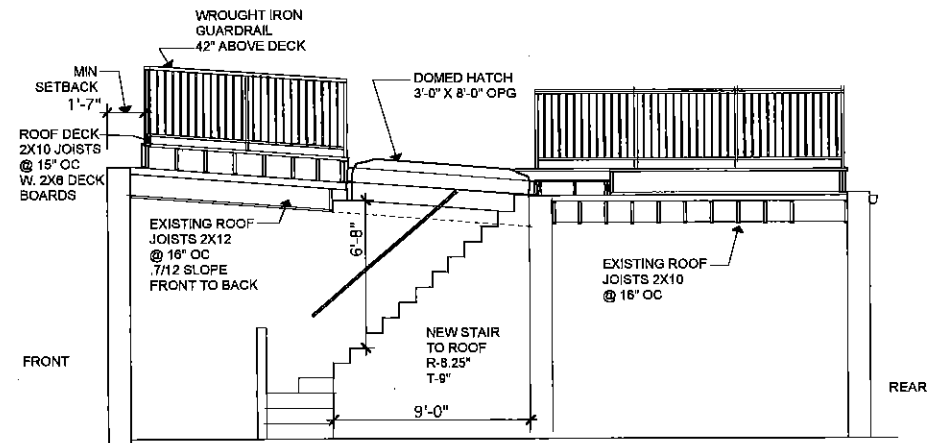 WROUGHT IRON
GUARDRAIL
42" ABOVE DECK
MIN
SETBACK
1'-7"
DOMED HATCH
3'-0" X 8'-0" OPG
ROOF DECK
2X10 JOISTS
@ 15" OC
W. 2X6 DECK
BOARDS
EXISTING ROOF
JOISTS 2X12
@ 16" OC
.7/12 SLOPE
FRONT TO BACK
6'-8"
EXISTING ROOF
JOISTS 2X10
@ 16" OC
NEW STAIR
TO ROOF
R-8.25"
T-9"
FRONT
REAR
9'-0"